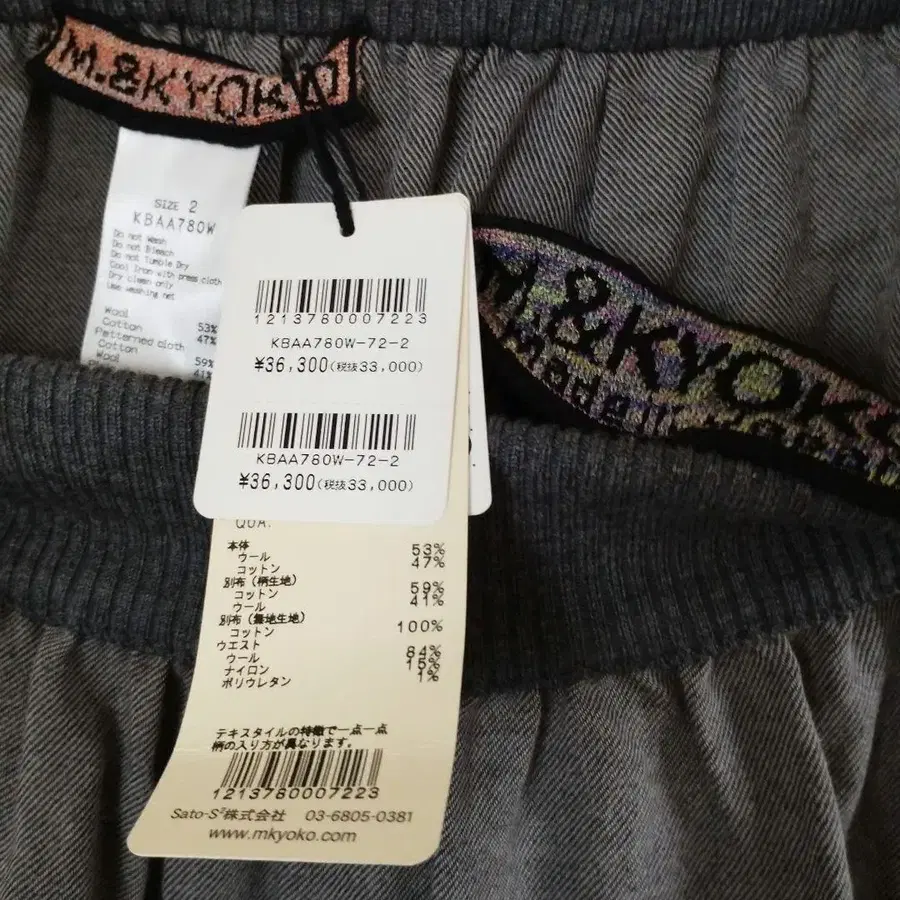 M.&KYOKO
SIZE 2
KBAA780W
Do not Wash
Do not Bleach
Do not Tumble Dry
Cool Iron with press cloth
Dry clean only
Use washing net
Wool 53%
Cotton 47%
Petterned cloth
Cotton 59%
Wool 41%
1213780007223
KBAA780W-72-2
¥36,300(税抜33,000)
KBAA780W-72-2
¥36,300(税抜33,000)
M.&KYOK
QUA.
本体
ウール 53%
コットン 47%
別布(柄生地)
コットン 59%
ウール 41%
別布(無地生地)
コットン 100%
ウエスト
ウール 84%
ナイロン 15%
ポリウレタン 1%
テキスタイルの特徴で一点一点
柄の入り方が異なります。
1213780007223
Sato-S²株式会社 03-6805-0381
www.mkyoko.com